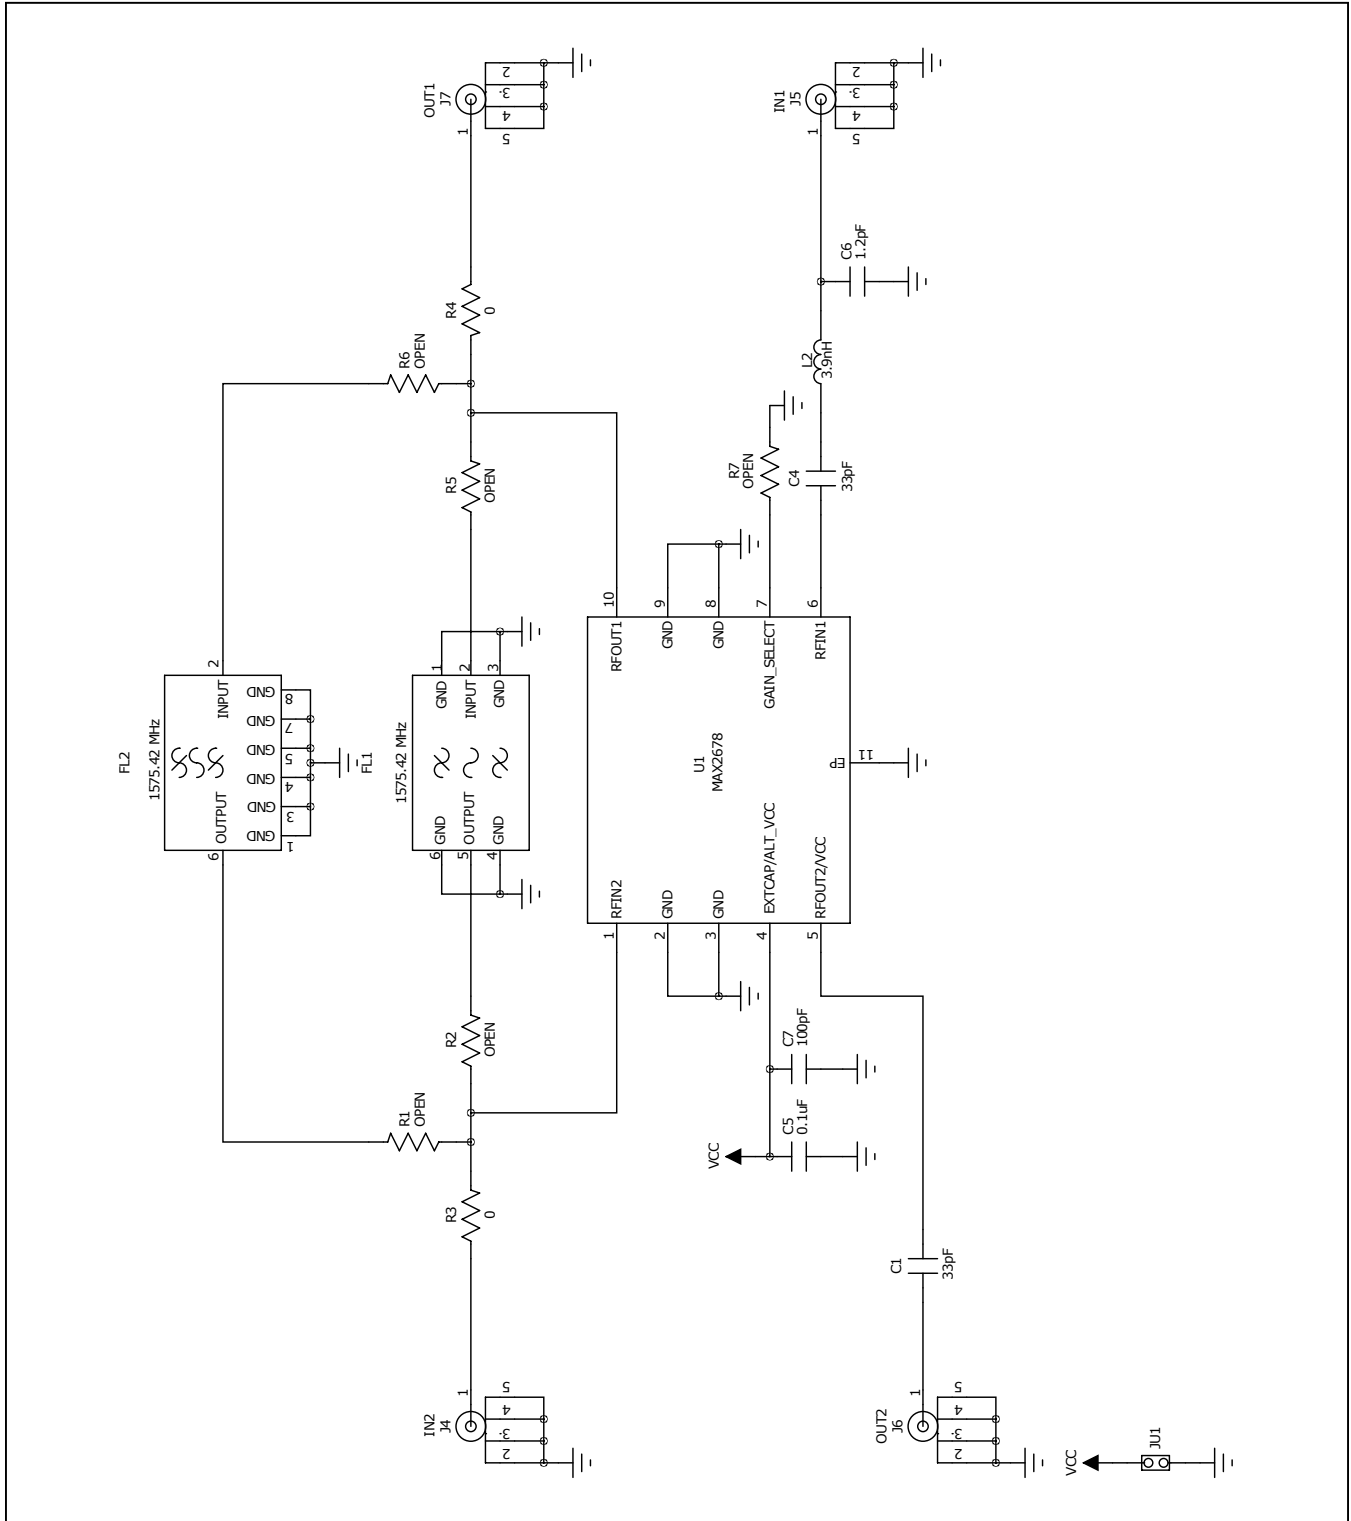 OUT1
J7
1
2
3
4
5
IN1
J5
1
2
3
4
5
C6
1.2pF
R4
0
R6
OPEN
L2
3.9nH
R5
OPEN
R7
OPEN
C4
33pF
FL2
1575.42 MHz
INPUT
2
OUTPUT
6
GND
8
GND
7
GND
5
GND
4
GND
3
GND
1
FL1
1575.42 MHz
GND
1
INPUT
2
GND
3
GND
6
OUTPUT
5
GND
4
U1
MAX2678
RFOUT1
10
GND
9
GND
8
GAIN_SELECT
7
RFIN1
6
RFIN2
1
GND
2
GND
3
EXTCAP/ALT_VCC
4
RFOUT2/VCC
5
EP
11
R2
OPEN
R1
OPEN
C7
100pF
C5
0.1uF
VCC
R3
0
C1
33pF
IN2
J4
1
5
4
3
2
OUT2
J6
1
5
4
3
2
VCC
JU1